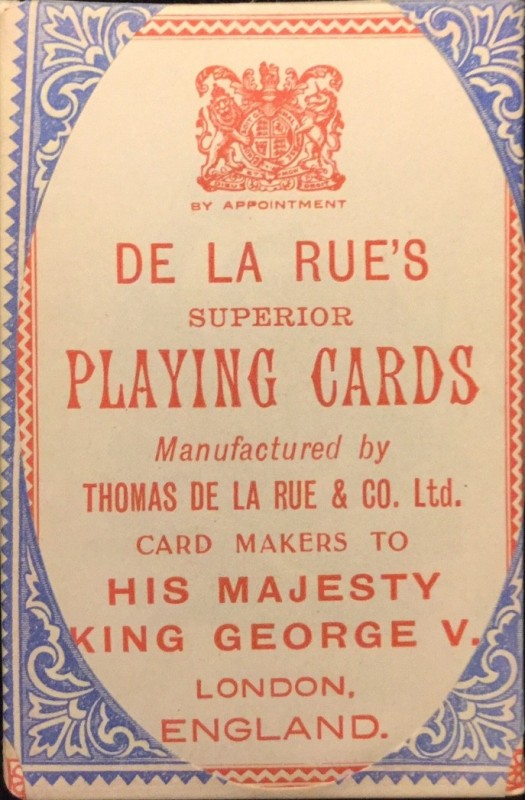 BY APPOINTMENT
DE LA RUE'S
SUPERIOR
PLAYING CARDS
Manufactured by
THOMAS DE LA RUE & CO. Ltd.
CARD MAKERS TO
HIS MAJESTY
KING GEORGE V.
LONDON,
ENGLAND.